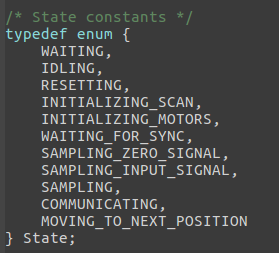 /* State constants */
typedef enum {
    WAITING,
    IDLING,
    RESETTING,
    INITIALIZING_SCAN,
    INITIALIZING_MOTORS,
    WAITING_FOR_SYNC,
    SAMPLING_ZERO_SIGNAL,
    SAMPLING_INPUT_SIGNAL,
    SAMPLING,
    COMMUNICATING,
    MOVING_TO_NEXT_POSITION
} State;